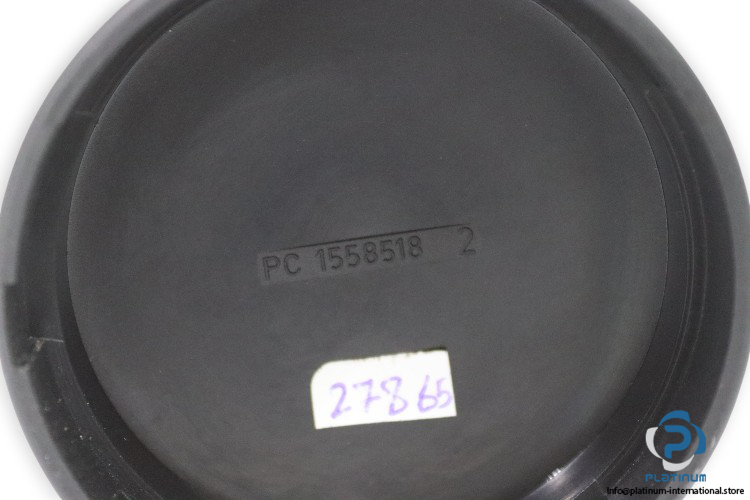 PC 1558518 2
27865
PLATINUM
Info@platinum-international.store